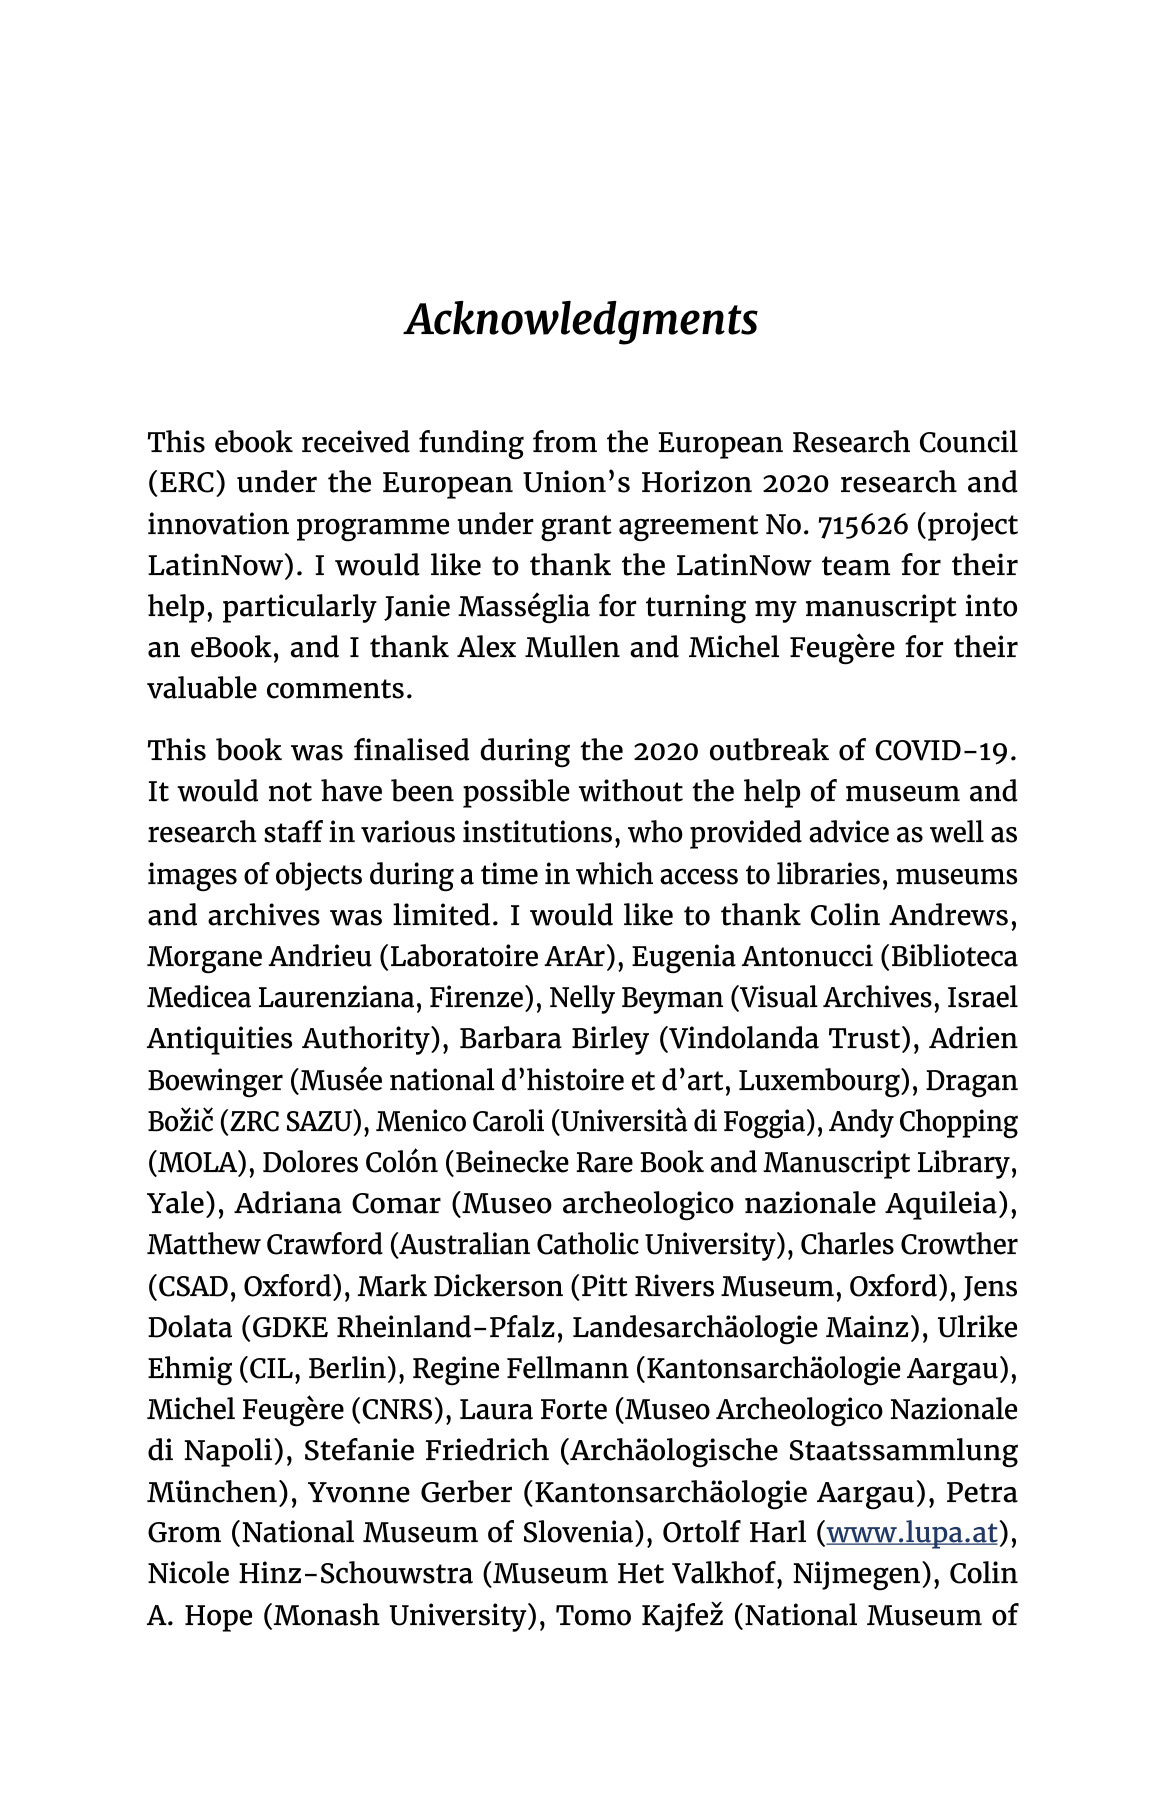 Acknowledgments
This ebook received funding from the European Research Council
(ERC) under the European Union’s Horizon 2020 research and
innovation programme under grant agreement No. 715626 (project
LatinNow). I would like to thank the LatinNow team for their
help, particularly Janie Masséglia for turning my manuscript into
an eBook, and I thank Alex Mullen and Michel Feugère for their
valuable comments.
This book was finalised during the 2020 outbreak of COVID-19.
It would not have been possible without the help of museum and
research staff in various institutions, who provided advice as well as
images of objects during a time in which access to libraries, museums
and archives was limited. I would like to thank Colin Andrews,
Morgane Andrieu (Laboratoire ArAr), Eugenia Antonucci (Biblioteca
Medicea Laurenziana, Firenze), Nelly Beyman (Visual Archives, Israel
Antiquities Authority), Barbara Birley (Vindolanda Trust), Adrien
Boewinger (Musée national d’histoire et d’art, Luxembourg), Dragan
Božič (ZRC SAZU), Menico Caroli (Università di Foggia), Andy Chopping
(MOLA), Dolores Colón (Beinecke Rare Book and Manuscript Library,
Yale), Adriana Comar (Museo archeologico nazionale Aquileia),
Matthew Crawford (Australian Catholic University), Charles Crowther
(CSAD, Oxford), Mark Dickerson (Pitt Rivers Museum, Oxford), Jens
Dolata (GDKE Rheinland-Pfalz, Landesarchäologie Mainz), Ulrike
Ehmig (CIL, Berlin), Regine Fellmann (Kantonsarchäologie Aargau),
Michel Feugère (CNRS), Laura Forte (Museo Archeologico Nazionale
di Napoli), Stefanie Friedrich (Archäologische Staatssammlung
München), Yvonne Gerber (Kantonsarchäologie Aargau), Petra
Grom (National Museum of Slovenia), Ortolf Harl (www.lupa.at),
Nicole Hinz-Schouwstra (Museum Het Valkhof, Nijmegen), Colin
A. Hope (Monash University), Tomo Kajfež (National Museum of